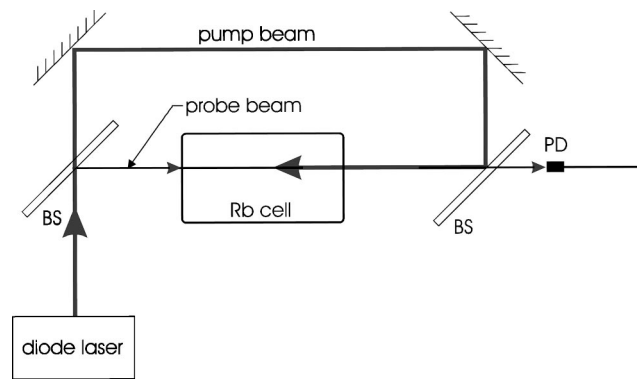 pump beam
probe beam
PD
BS
Rb cell
BS
diode laser